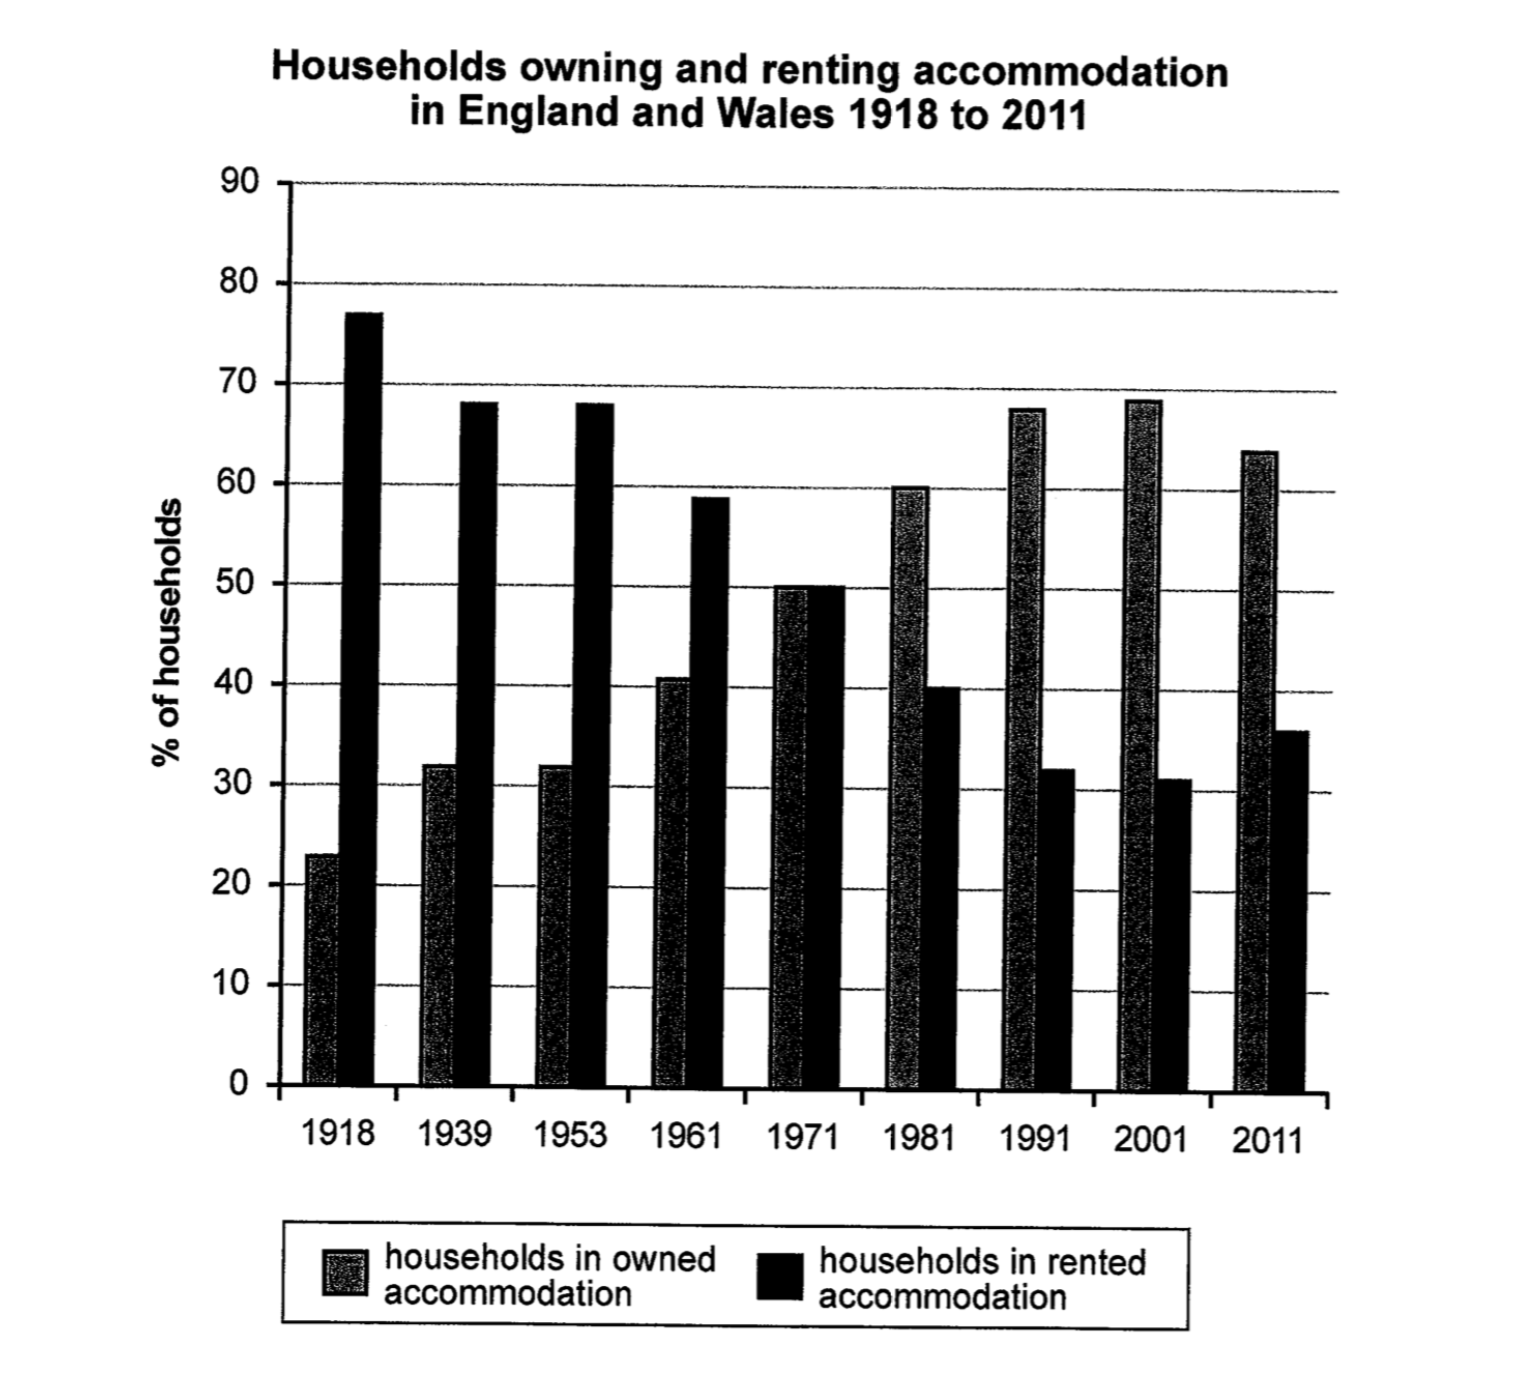 Households owning and renting accommodation
in England and Wales 1918 to 2011
90
80
70
60
50
40
30
20
10
0
% of households
1918 1939 1953 1961 1971 1981 1991 2001 2011
households in owned
accommodation
households in rented
accommodation